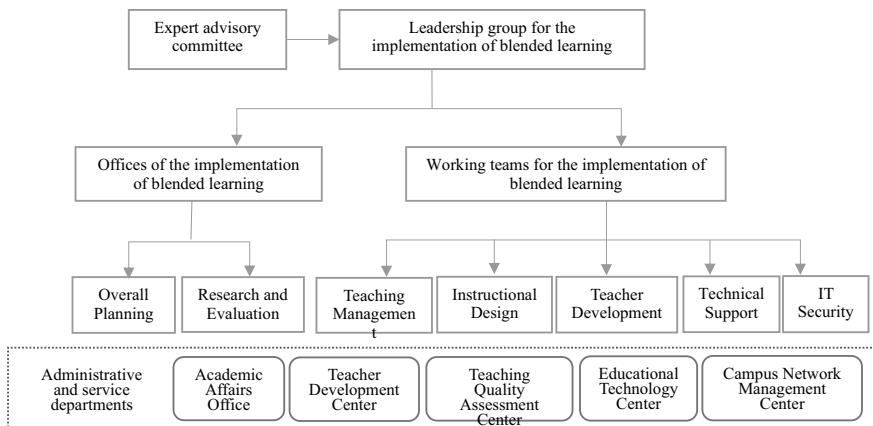 Expert advisory
committee
Leadership group for the
implementation of blended learning
Offices of the implementation
of blended learning
Working teams for the implementation of
blended learning
Overall
Planning
Research and
Evaluation
Teaching
Managemen
t
Instructional
Design
Teacher
Development
Technical
Support
IT
Security
Administrative
and service
departments
Academic
Affairs
Office
Teacher
Development
Center
Teaching
Quality
Assessment
Center
Educational
Technology
Center
Campus Network
Management
Center